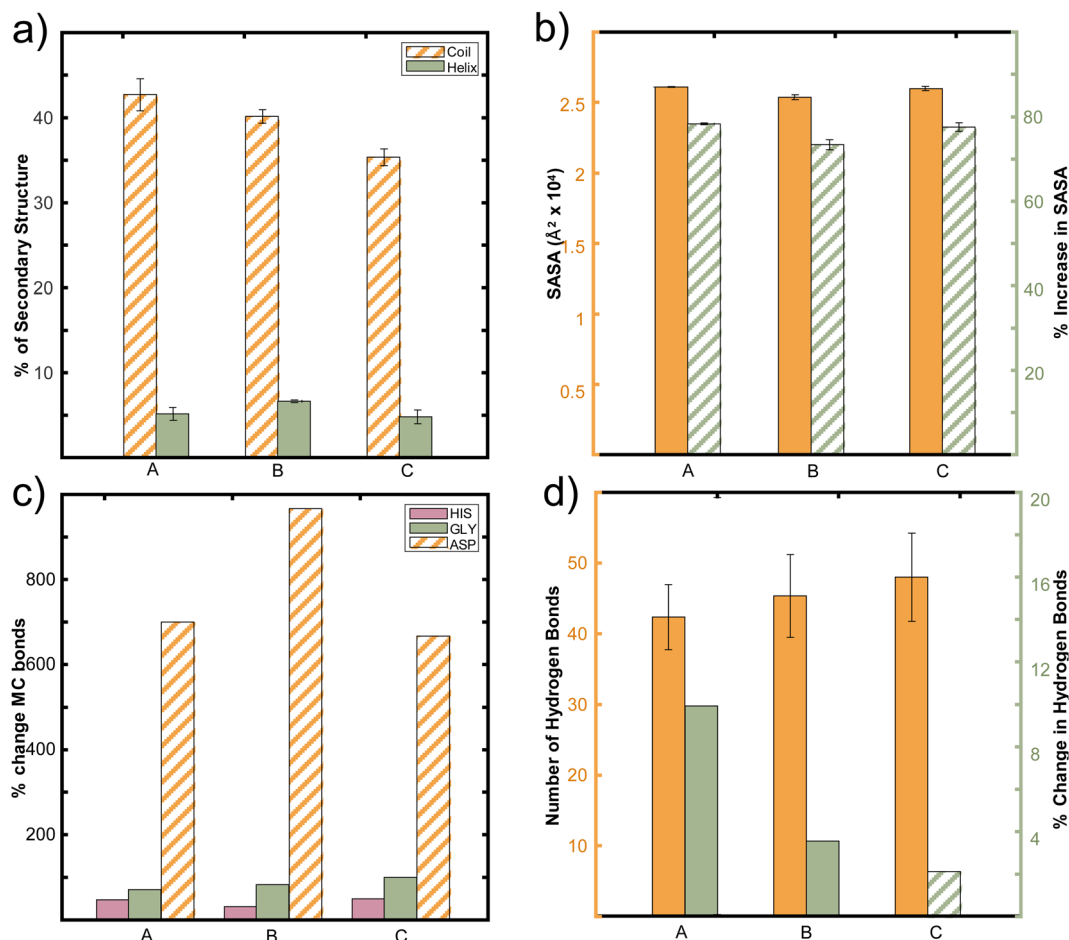 a)
Coil
Helix
% of Secondary Structure
40
30
20
10
A B C
b)
SASA (Å² x 10⁴)
2.5
2
1.5
1
0.5
% Increase in SASA
80
60
40
20
A B C
c)
HIS
GLY
ASP
% change MC bonds
800
600
400
200
A B C
d)
Number of Hydrogen Bonds
50
40
30
20
10
% Change in Hydrogen Bonds
20
16
12
8
4
A B C